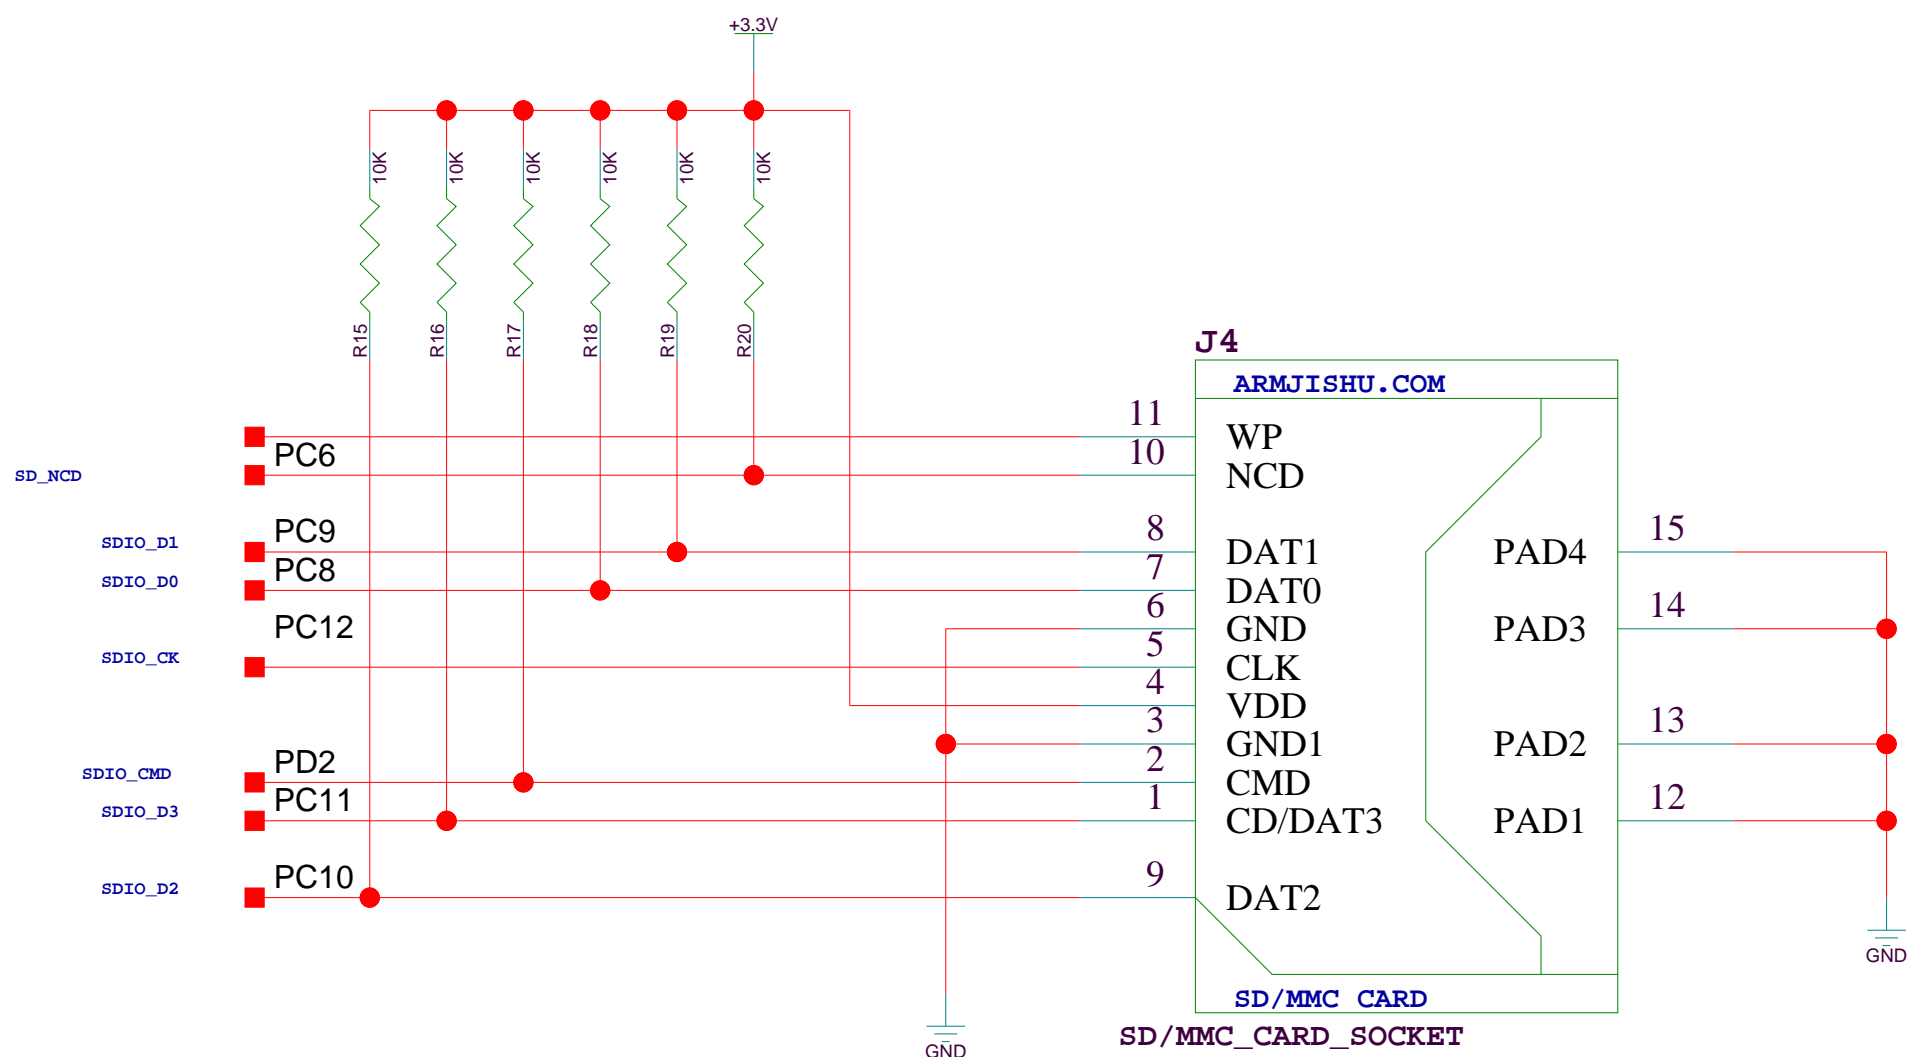 +3.3V
10K 10K 10K 10K 10K 10K
R15 R16 R17 R18 R19 R20
J4
ARMJISHU.COM
11 WP
PC6 10 NCD
SD_NCD
PC9 8 DAT1
SDIO_D1
PC8 7 DAT0
SDIO_D0
6 GND
PC12
5 CLK
SDIO_CK
4 VDD
3 GND1
PD2 2 CMD
SDIO_CMD
PC11 1 CD/DAT3
SDIO_D3
PC10 9 DAT2
SDIO_D2
PAD4 15
PAD3 14
PAD2 13
PAD1 12
GND
SD/MMC CARD
SD/MMC_CARD_SOCKET
GND